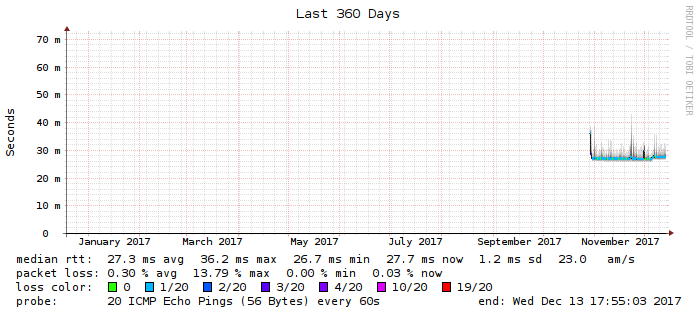 Last 360 Days
RRDTOOL / TOBI OETIKER
Seconds
70 m
60 m
50 m
40 m
30 m
20 m
10 m
0
January 2017 March 2017 May 2017 July 2017 September 2017 November 2017
median rtt: 27.3 ms avg 36.2 ms max 26.7 ms min 27.7 ms now 1.2 ms sd 23.0 am/s
packet loss: 0.30 % avg 13.79 % max 0.00 % min 0.03 % now
loss color: 0 1/20 2/20 3/20 4/20 10/20 19/20
probe: 20 ICMP Echo Pings (56 Bytes) every 60s end: Wed Dec 13 17:55:03 2017